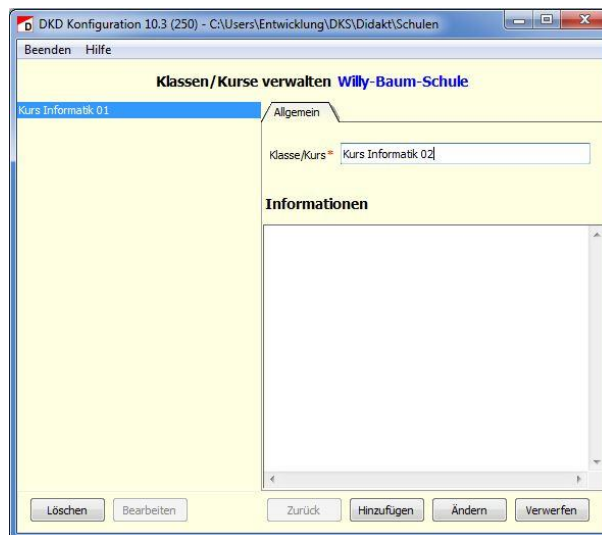 DKD Konfiguration 10.3 (250) - C:\Users\Entwicklung\DKS\Didakt\Schulen
Beenden Hilfe
Klassen/Kurse verwalten Willy-Baum-Schule
Kurs Informatik 01
Allgemein
Klasse/Kurs* Kurs Informatik 02
Informationen
Löschen Bearbeiten Zurück Hinzufügen Ändern Verwerfen